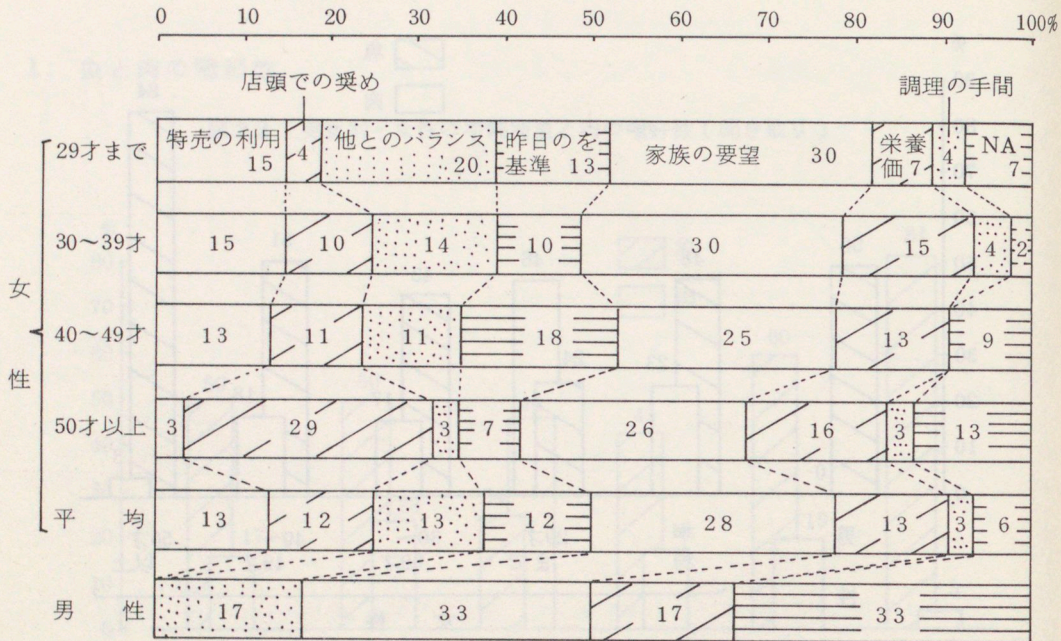 0 10 20 30 40 50 60 70 80 90 100%
店頭での奨め 調理の手間
29才まで 特売の利用 15 4 他とのバランス 20 昨日のを基準 13 家族の要望 30 栄養価7 4 NA 7
30〜39才 15 10 14 10 30 15 4 2
女性
40〜49才 13 11 11 18 25 13 9
50才以上 3 29 3 7 26 16 3 13
平均 13 12 13 12 28 13 3 6
男性 17 33 17 33